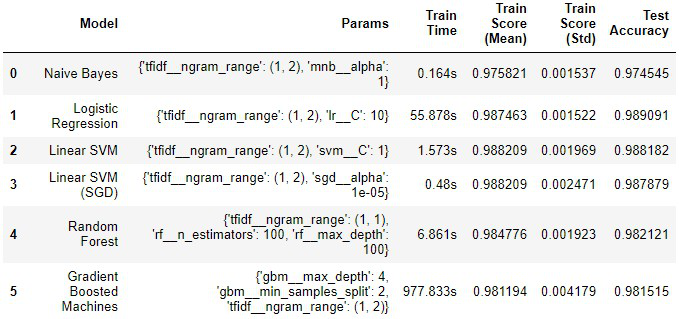 Model Params Train Time Train Score (Mean) Train Score (Std) Test Accuracy
0 Naive Bayes {'tfidf__ngram_range': (1, 2), 'mnb__alpha': 1} 0.164s 0.975821 0.001537 0.974545
1 Logistic Regression {'tfidf__ngram_range': (1, 2), 'lr__C': 10} 55.878s 0.987463 0.001522 0.989091
2 Linear SVM {'tfidf__ngram_range': (1, 2), 'svm__C': 1} 1.573s 0.988209 0.001969 0.988182
3 Linear SVM (SGD) {'tfidf__ngram_range': (1, 2), 'sgd__alpha': 1e-05} 0.48s 0.988209 0.002471 0.987879
4 Random Forest {'tfidf__ngram_range': (1, 1), 'rf__n_estimators': 100, 'rf__max_depth': 100} 6.861s 0.984776 0.001923 0.982121
5 Gradient Boosted Machines {'gbm__max_depth': 4, 'gbm__min_samples_split': 2, 'tfidf__ngram_range': (1, 2)} 977.833s 0.981194 0.004179 0.981515